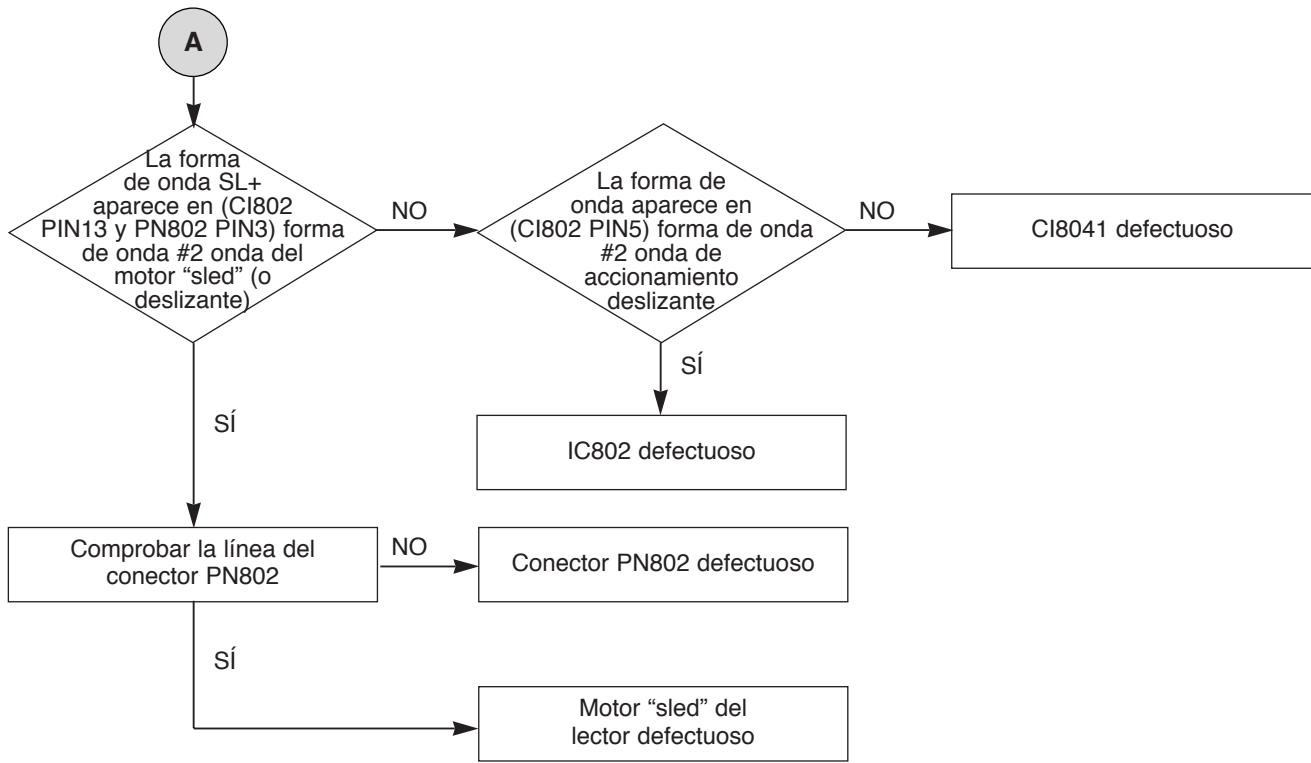 A
La forma
de onda SL+
aparece en (CI802
PIN13 y PN802 PIN3) forma
de onda #2 onda del
motor “sled” (o
deslizante)
NO
La forma de
onda aparece en
(CI802 PIN5) forma de onda
#2 onda de
accionamiento
deslizante
NO
CI8041 defectuoso
SÍ
IC802 defectuoso
SÍ
Comprobar la línea del
conector PN802
NO
Conector PN802 defectuoso
SÍ
Motor “sled” del
lector defectuoso